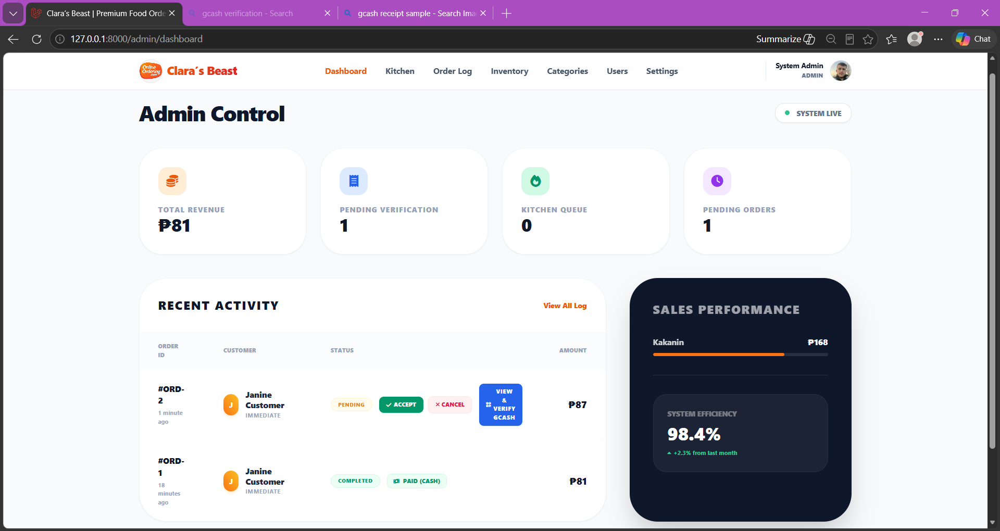 Clara's Beast | Premium Food Orde
gcash verification - Search
gcash receipt sample - Search Ima
127.0.0.1:8000/admin/dashboard
Summarize
Chat
Online
Ordering
.com
Clara's Beast
Dashboard
Kitchen
Order Log
Inventory
Categories
Users
Settings
System Admin
ADMIN
Admin Control
SYSTEM LIVE
TOTAL REVENUE
₱81
PENDING VERIFICATION
1
KITCHEN QUEUE
0
PENDING ORDERS
1
RECENT ACTIVITY
View All Log
ORDER
ID
CUSTOMER
STATUS
AMOUNT
#ORD-
2
1 minute
ago
J
Janine
Customer
IMMEDIATE
PENDING
ACCEPT
CANCEL
VIEW
&
VERIFY
GCASH
₱87
#ORD-
1
18
minutes
ago
J
Janine
Customer
IMMEDIATE
COMPLETED
PAID (CASH)
₱81
SALES PERFORMANCE
Kakanin
₱168
SYSTEM EFFICIENCY
98.4%
+2.3% from last month